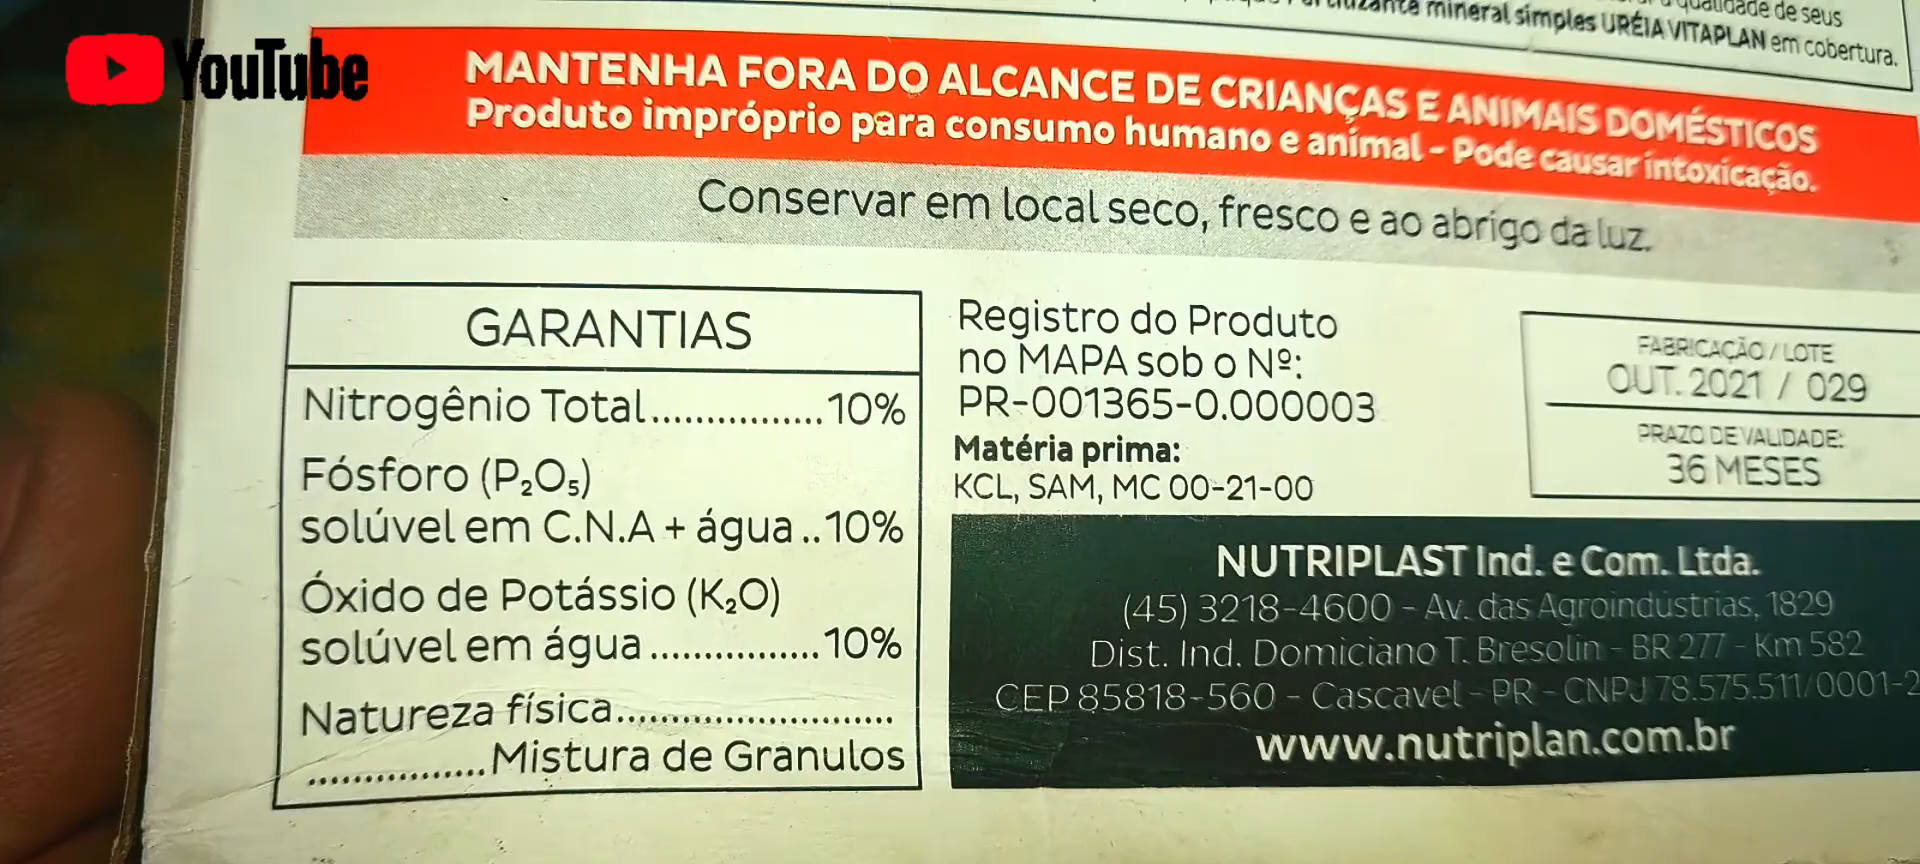 qualidade de seus
mineral simples URÉIA VITAPLAN em cobertura.
YouTube
MANTENHA FORA DO ALCANCE DE CRIANÇAS E ANIMAIS DOMÉSTICOS
Produto impróprio para consumo humano e animal - Pode causar intoxicação.
Conservar em local seco, fresco e ao abrigo da luz.
GARANTIAS
Nitrogênio Total................10%
Fósforo (P₂O₅)
solúvel em C.N.A + água ..10%
Óxido de Potássio (K₂O)
solúvel em água ................10%
Natureza física..........................
................Mistura de Granulos
Registro do Produto
no MAPA sob o Nº:
PR-001365-0.000003
Matéria prima:
KCL, SAM, MC 00-21-00
FABRICAÇÃO / LOTE
OUT. 2021 / 029
PRAZO DE VALIDADE:
36 MESES
NUTRIPLAST Ind. e Com. Ltda.
(45) 3218-4600 - Av. das Agroindústrias, 1829
Dist. Ind. Domiciano T. Bresolin - BR 277 - Km 582
CEP 85818-560 - Cascavel - PR - CNPJ 78.575.511/0001-2
www.nutriplan.com.br